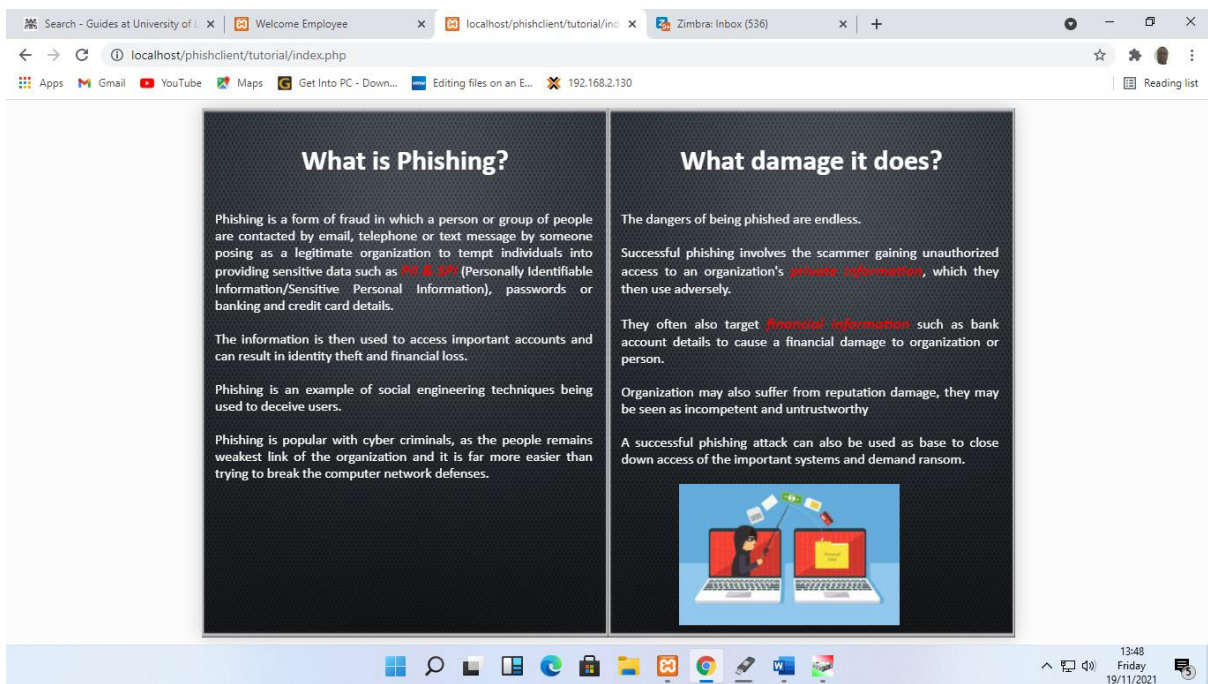 Search - Guides at University of L
Welcome Employee
localhost/phishclient/tutorial/ind
Zimbra: Inbox (536)
localhost/phishclient/tutorial/index.php
Apps
Gmail
YouTube
Maps
Get Into PC - Down...
Editing files on an E...
192.168.2.130
Reading list
What is Phishing?
Phishing is a form of fraud in which a person or group of people
are contacted by email, telephone or text message by someone
posing as a legitimate organization to tempt individuals into
providing sensitive data such as PII & SPI (Personally Identifiable
Information/Sensitive Personal Information), passwords or
banking and credit card details.
The information is then used to access important accounts and
can result in identity theft and financial loss.
Phishing is an example of social engineering techniques being
used to deceive users.
Phishing is popular with cyber criminals, as the people remains
weakest link of the organization and it is far more easier than
trying to break the computer network defenses.
What damage it does?
The dangers of being phished are endless.
Successful phishing involves the scammer gaining unauthorized
access to an organization's private information, which they
then use adversely.
They often also target financial information such as bank
account details to cause a financial damage to organization or
person.
Organization may also suffer from reputation damage, they may
be seen as incompetent and untrustworthy
A successful phishing attack can also be used as base to close
down access of the important systems and demand ransom.
Personal
Data
13:48
Friday
19/11/2021
5